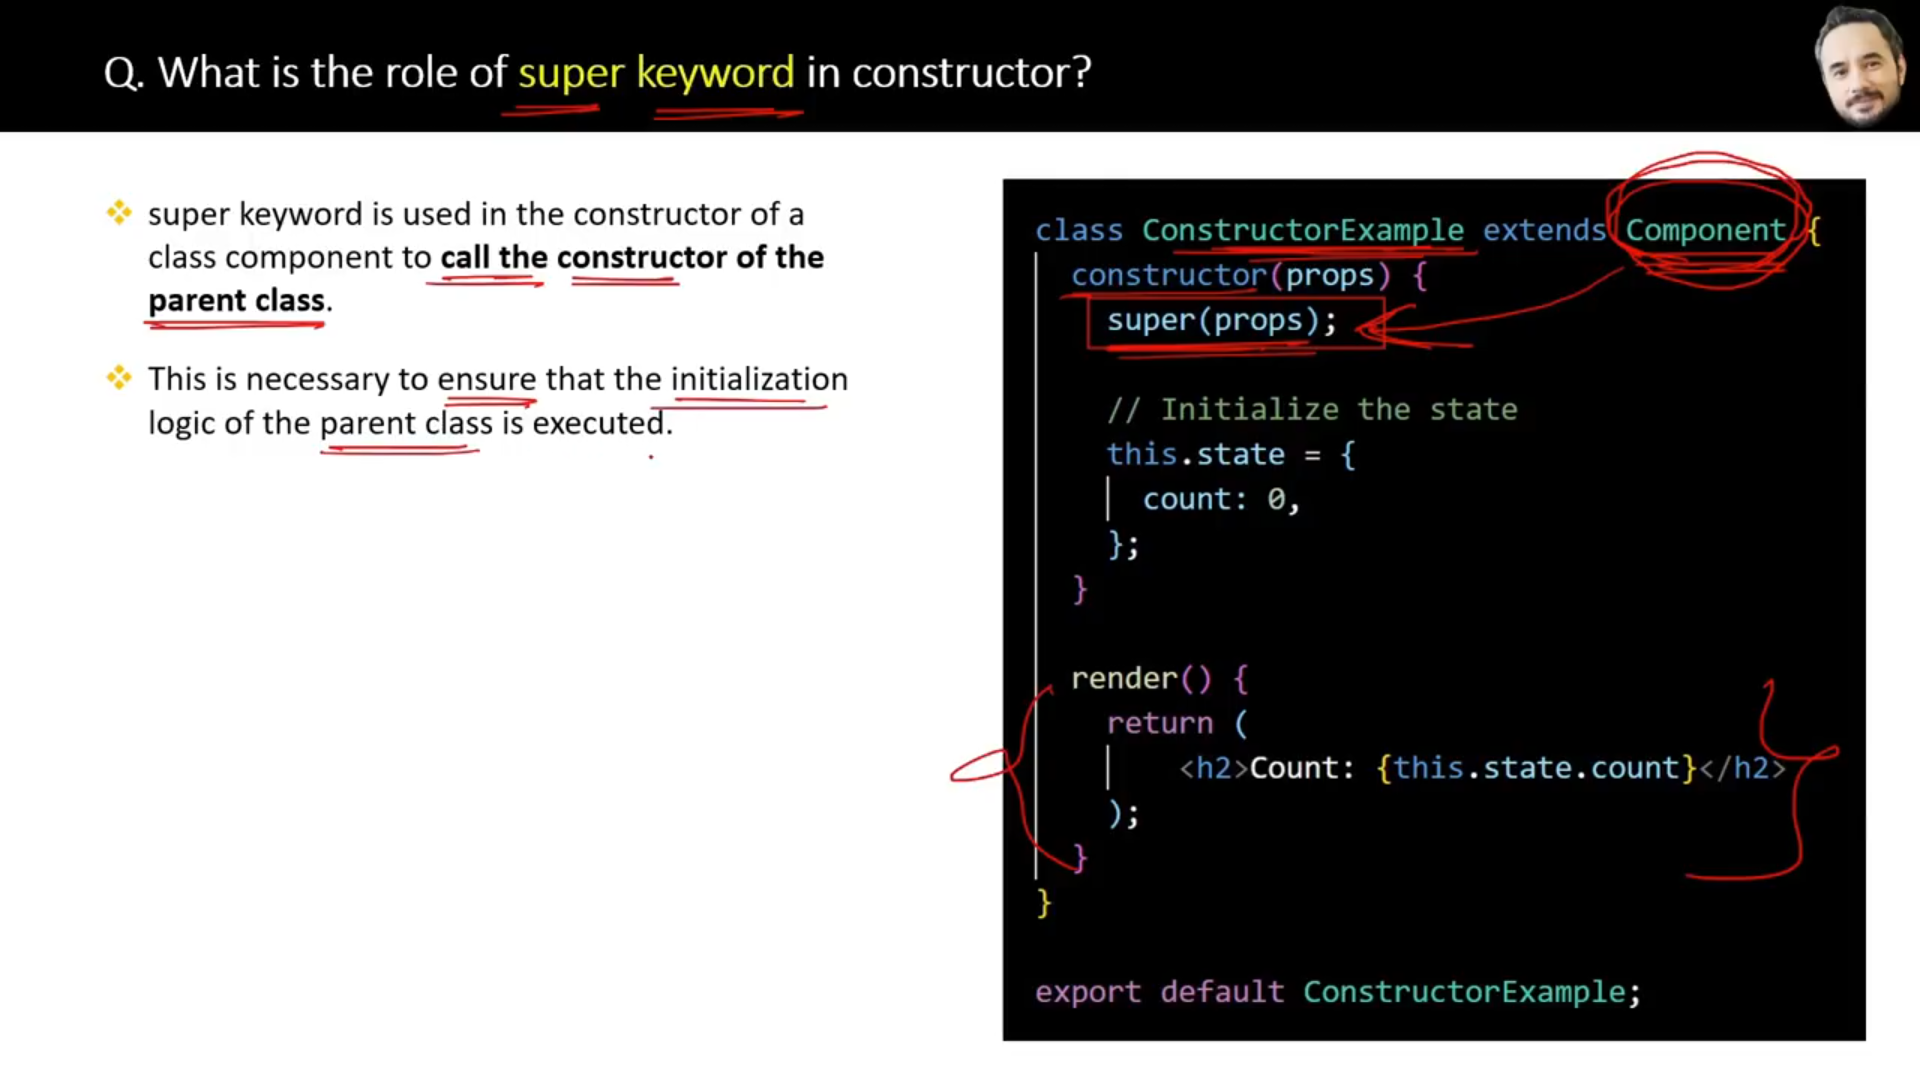 Q. What is the role of super keyword in constructor?
super keyword is used in the constructor of a
class component to call the constructor of the
parent class.
This is necessary to ensure that the initialization
logic of the parent class is executed.
class ConstructorExample extends Component {
constructor(props) {
super(props);
// Initialize the state
this.state = {
count: 0,
};
}
render() {
return (
<h2>Count: {this.state.count}</h2>
);
}
}
export default ConstructorExample;